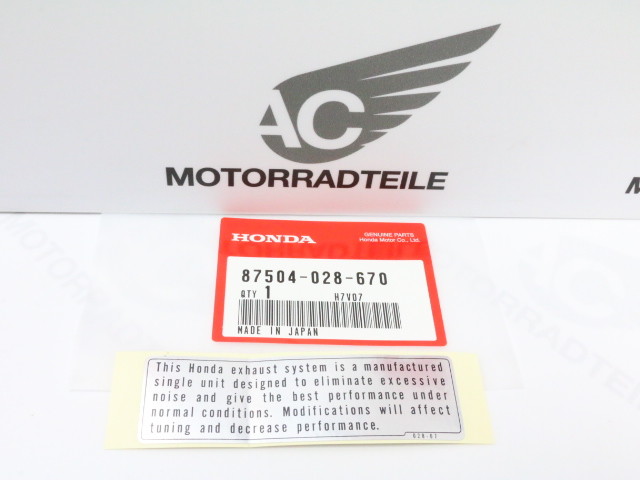 AC
MOTORRADTEILE
HONDA
GENUINE PARTS
Honda Motor Co., Ltd.
87504-028-670
QTY 1 H7V07
MADE IN JAPAN
This Honda exhaust system is a manufactured
single unit designed to eliminate excessive
noise and give the best performance under
normal conditions. Modifications will affect
tuning and decrease performance.
028-67